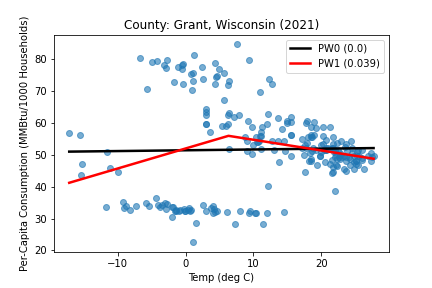 County: Grant, Wisconsin (2021)
PW0 (0.0)
PW1 (0.039)
Per-Capita Consumption (MMBtu/1000 Households)
80
70
60
50
40
30
20
−10
0
10
20
Temp (deg C)